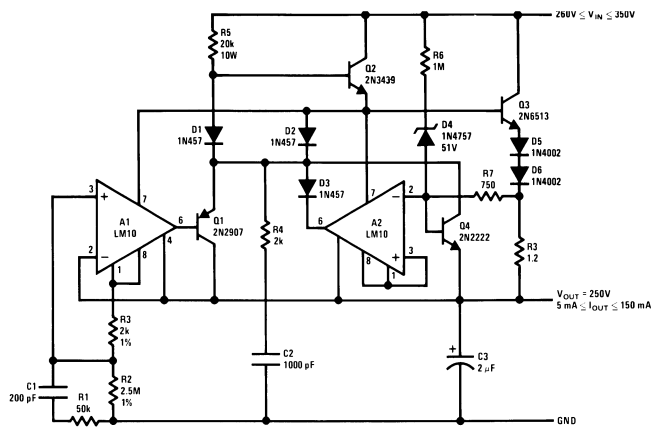 260V ≤ VIN ≤ 350V
R5
20k
10W
R6
1M
Q2
2N3439
Q3
2N6513
D1
1N457
D2
1N457
D4
1N4757
51V
D5
1N4002
D6
1N4002
D3
1N457
R7
750
3
+
7
A1
LM10
6
2
−
4
1
8
Q1
2N2907
R4
2k
6
A2
LM10
7
−
2
8
+
3
1
Q4
2N2222
R3
1.2
VOUT = 250V
5 mA ≤ IOUT ≤ 150 mA
R3
2k
1%
C2
1000 pF
+
C3
2 μF
C1
200 pF
R1
50k
R2
2.5M
1%
GND